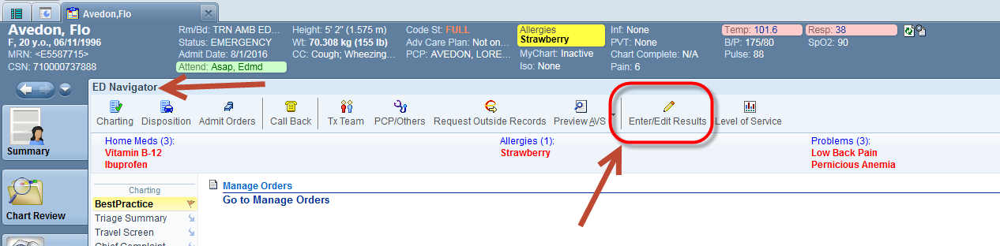 Avedon,Flo
Avedon, Flo
F, 20 y.o., 06/11/1996
MRN: <E5587715>
CSN: 710000737888
Rm/Bd: TRN AMB ED...
Status: EMERGENCY
Admit Date: 8/1/2016
Attend: Asap, Edmd
Height: 5' 2" (1.575 m)
Wt: 70.308 kg (155 lb)
CC: Cough; Wheezing...
Code St: FULL
Adv Care Plan: Not on...
PCP: AVEDON, LORE...
Allergies
Strawberry
MyChart: Inactive
Iso: None
Inf: None
PVT: None
Chart Complete: N/A
Pain: 6
Temp: 101.6
B/P: 175/80
Pulse: 88
Resp: 38
SpO2: 90
ED Navigator
Charting
Disposition
Admit Orders
Call Back
Tx Team
PCP/Others
Request Outside Records
Preview AVS
Enter/Edit Results
Level of Service
Summary
Chart Review
Home Meds (3):
Vitamin B-12
Ibuprofen
Allergies (1):
Strawberry
Problems (3):
Low Back Pain
Pernicious Anemia
Charting
BestPractice
Triage Summary
Travel Screen
Chief Complaint
Manage Orders
Go to Manage Orders